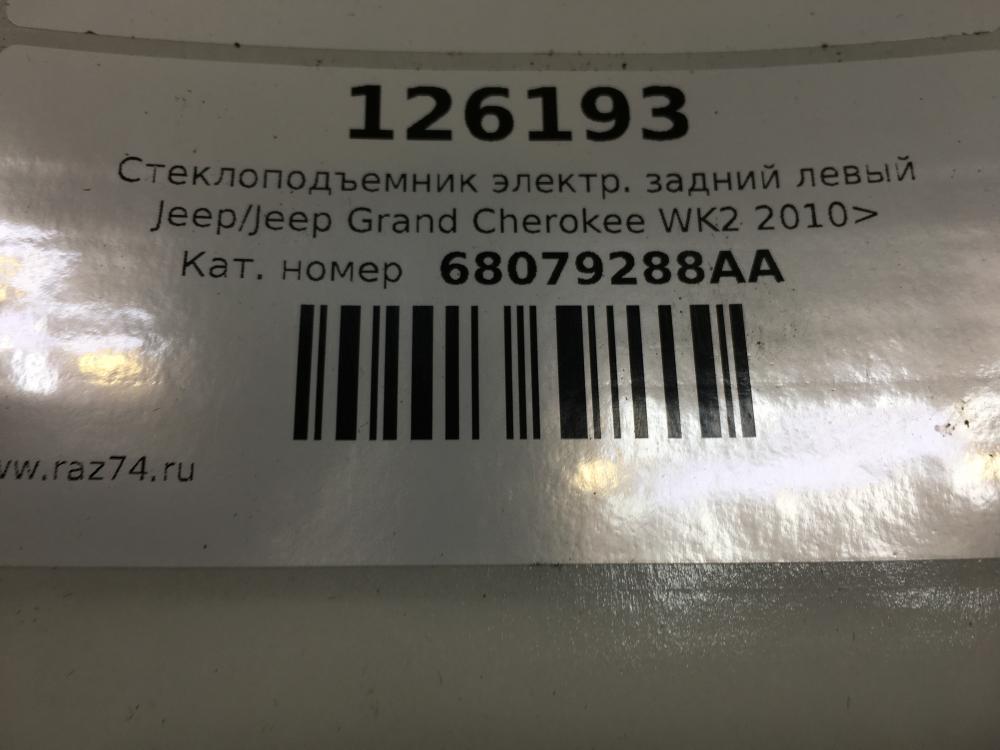 126193
Стеклоподъемник электр. задний левый
Jeep/Jeep Grand Cherokee WK2 2010>
Кат. номер 68079288AA
www.raz74.ru